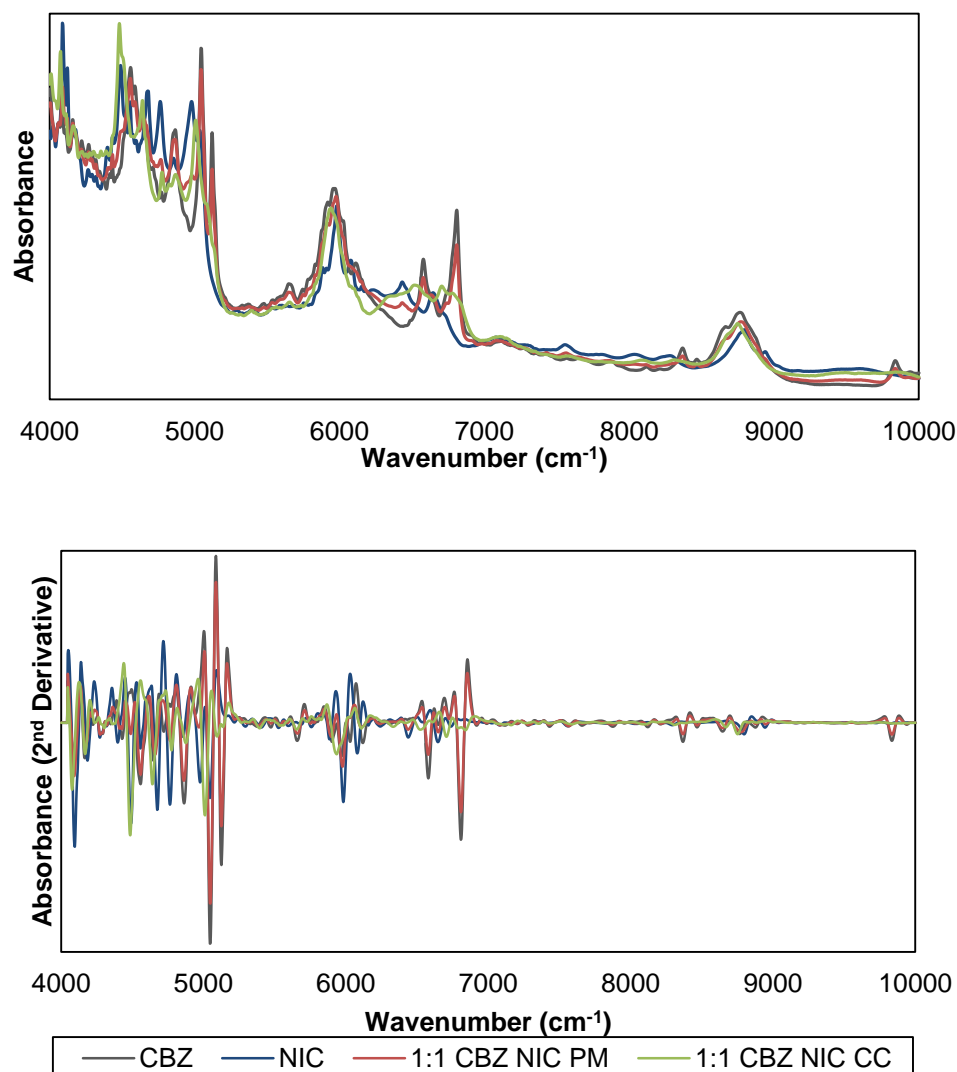 Absorbance
4000 5000 6000 7000 8000 9000 10000
Wavenumber (cm-1)
Absorbance (2nd Derivative)
4000 5000 6000 7000 8000 9000 10000
Wavenumber (cm-1)
CBZ NIC 1:1 CBZ NIC PM 1:1 CBZ NIC CC